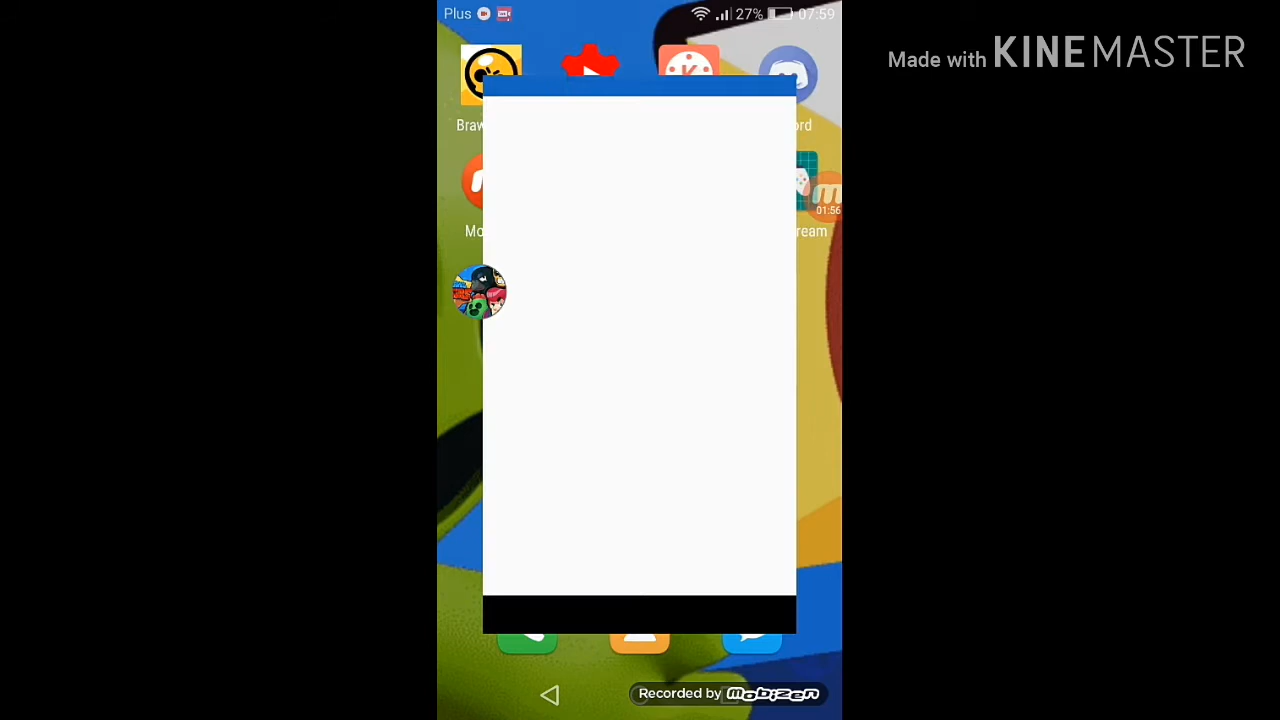 Plus 27% 07:59
Made with KINEMASTER
Braw ord
Mo ream
01:56
Recorded by MOBIZEN